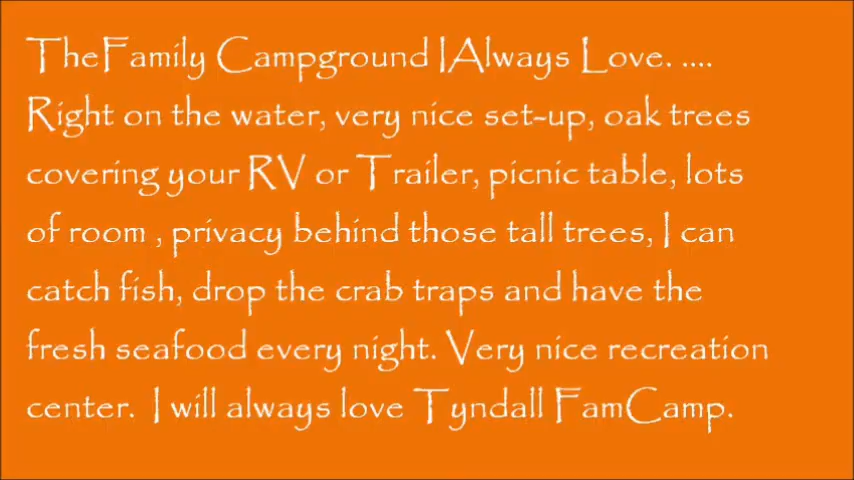 TheFamily Campground IAlways Love. ....
Right on the water, very nice set-up, oak trees
covering your RV or Trailer, picnic table, lots
of room , privacy behind those tall trees, I can
catch fish, drop the crab traps and have the
fresh seafood every night. Very nice recreation
center. I will always love Tyndall FamCamp.